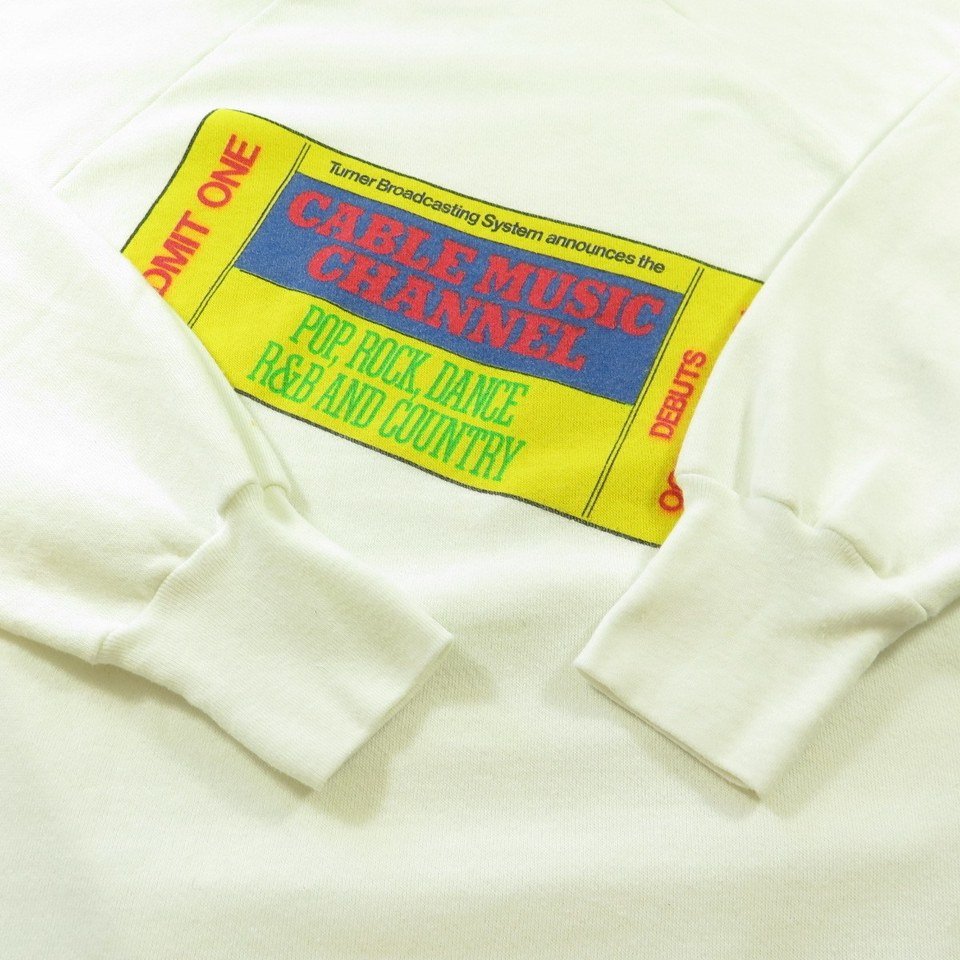 ADMIT ONE
Turner Broadcasting System announces the
CABLE MUSIC
CHANNEL
POP, ROCK, DANCE
R&B AND COUNTRY
DEBUTS